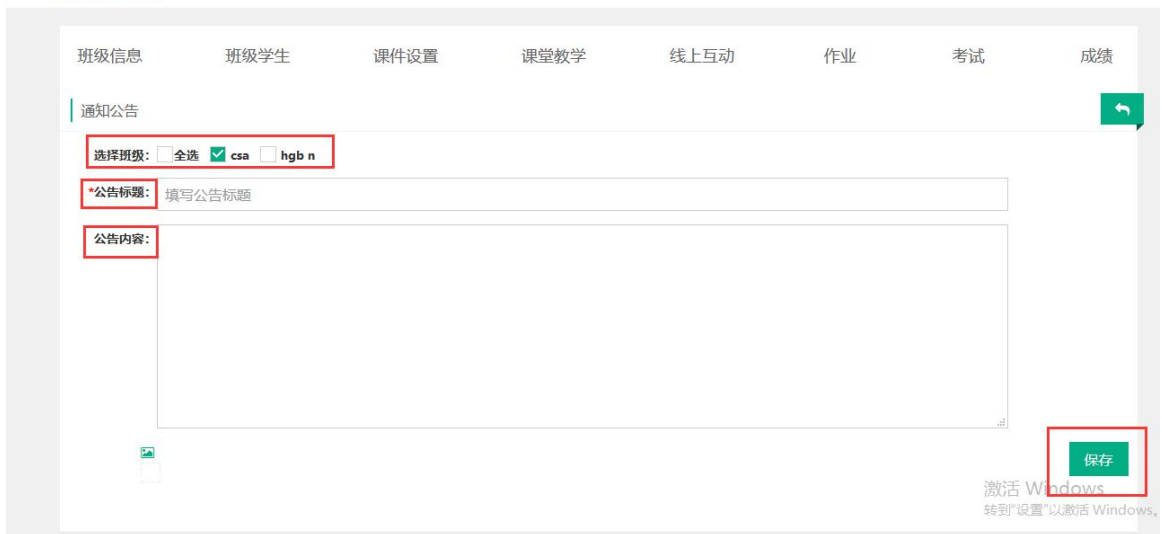 班级信息 班级学生 课件设置 课堂教学 线上互动 作业 考试 成绩
通知公告
选择班级: 全选 csa hgb n
*公告标题: 填写公告标题
公告内容:
保存
激活 Windows
转到"设置"以激活 Windows。